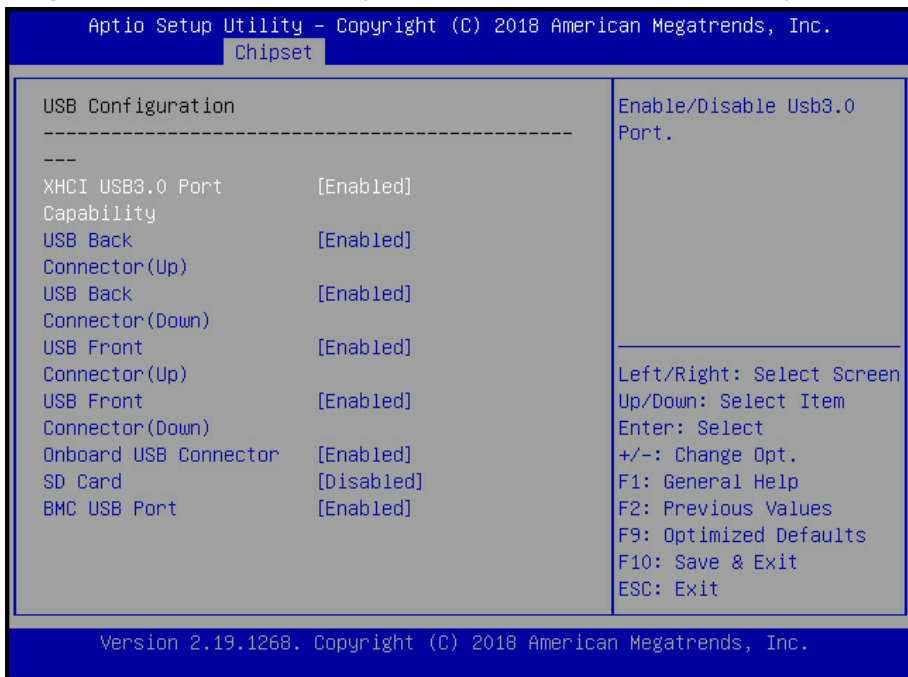 Aptio Setup Utility – Copyright (C) 2018 American Megatrends, Inc.
Chipset
USB Configuration
-----------------------------------------------
---
XHCI USB3.0 Port [Enabled]
Capability
USB Back [Enabled]
Connector(Up)
USB Back [Enabled]
Connector(Down)
USB Front [Enabled]
Connector(Up)
USB Front [Enabled]
Connector(Down)
Onboard USB Connector [Enabled]
SD Card [Disabled]
BMC USB Port [Enabled]
Enable/Disable Usb3.0
Port.
Left/Right: Select Screen
Up/Down: Select Item
Enter: Select
+/-: Change Opt.
F1: General Help
F2: Previous Values
F9: Optimized Defaults
F10: Save & Exit
ESC: Exit
Version 2.19.1268. Copyright (C) 2018 American Megatrends, Inc.